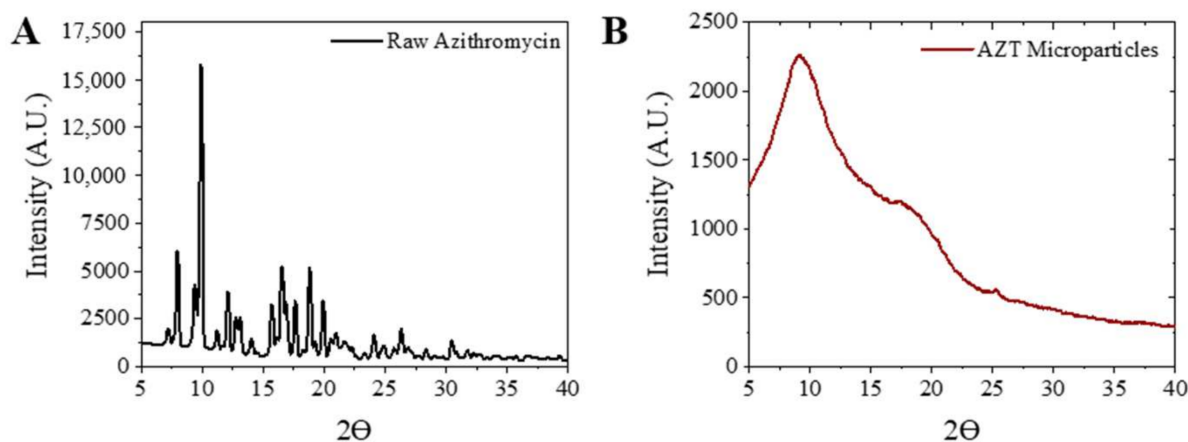 A
Raw Azithromycin
17,500
15,000
12,500
10,000
7500
5000
2500
0
Intensity (A.U.)
5 10 15 20 25 30 35 40
2Θ
B
AZT Microparticles
2500
2000
1500
1000
500
0
Intensity (A.U.)
5 10 15 20 25 30 35 40
2Θ